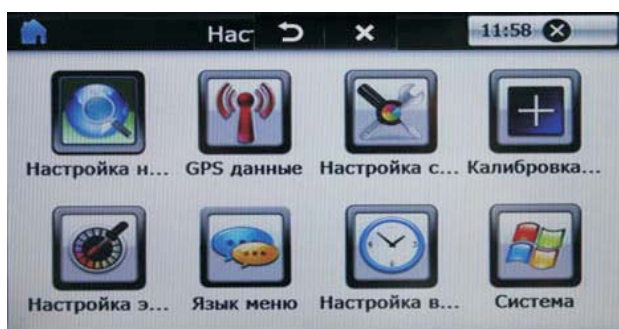 Нас
11:58
Настройка н... GPS данные Настройка с... Калибровка...
Настройка э... Язык меню Настройка в... Система